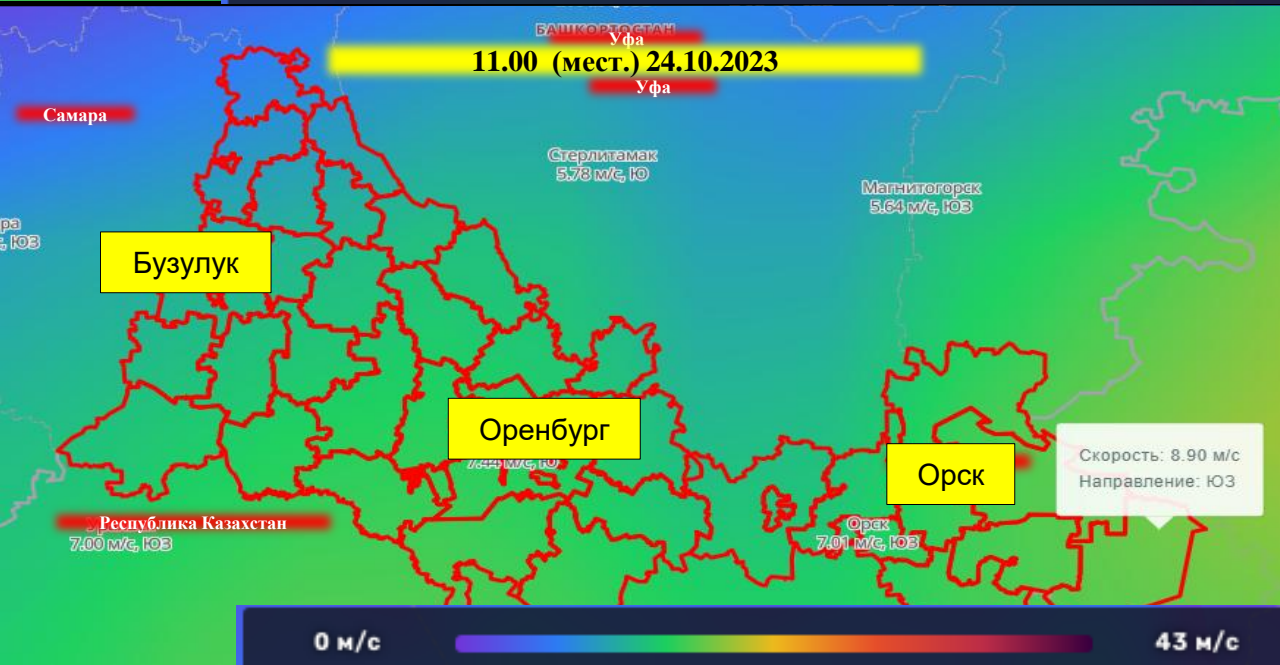 БАШКОРТОСТАН
Уфа
11.00 (мест.) 24.10.2023
Уфа
Самара
Стерлитамак
5.78 м/с, Ю
Магнитогорск
5.64 м/с, ЮЗ
ра
с, ЮЗ
Бузулук
Оренбург
7.44 м/с, Ю
Орск
Скорость: 8.90 м/с
Направление: ЮЗ
Республика Казахстан
7.00 м/с, ЮЗ
Орск
7.01 м/с, ЮЗ
0 м/с
43 м/с